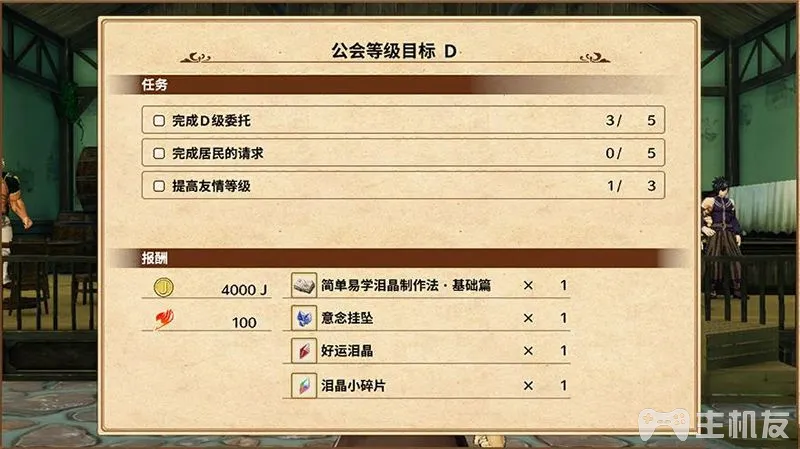 公会等级目标 D
任务
完成D级委托 3/ 5
完成居民的请求 0/ 5
提高友情等级 1/ 3
报酬
4000 J
100
简单易学泪晶制作法·基础篇 × 1
意念挂坠 × 1
好运泪晶 × 1
泪晶小碎片 × 1
主机友